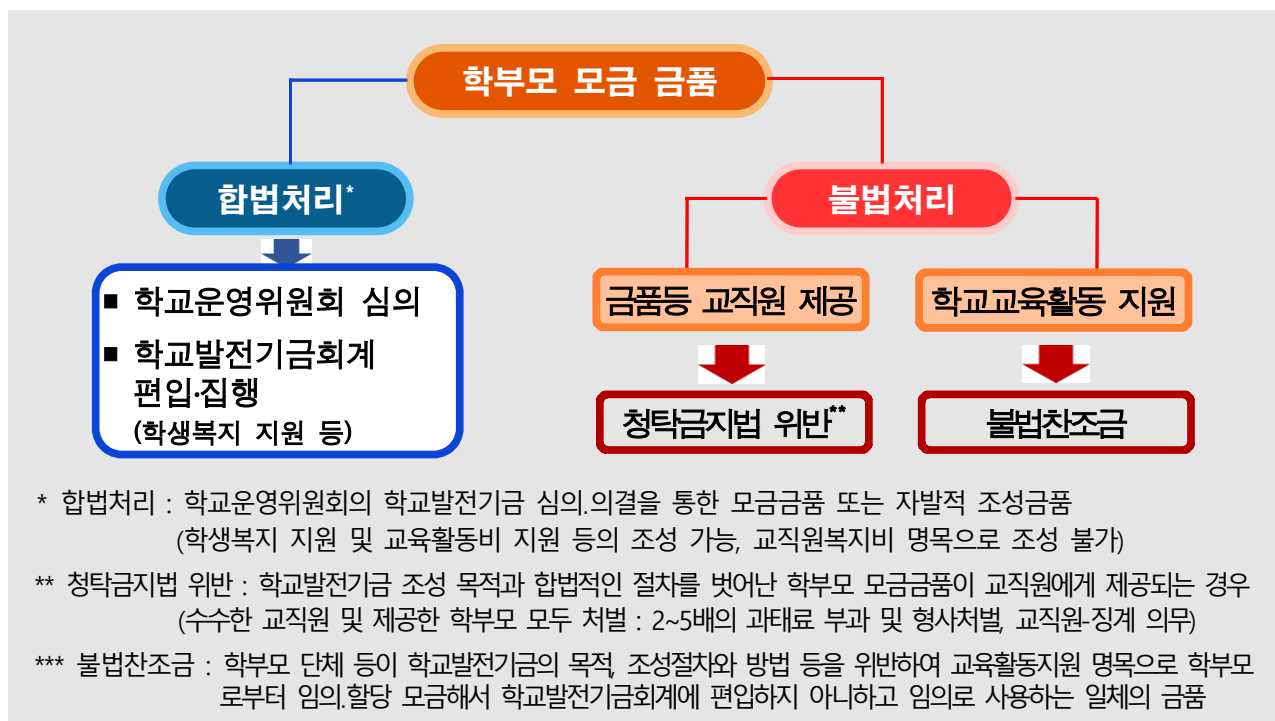 학부모 모금 금품
합법처리*
불법처리
■ 학교운영위원회 심의
■ 학교발전기금회계
편입·집행
(학생복지 지원 등)
금품등 교직원 제공
학교교육활동 지원
청탁금지법 위반**
불법찬조금
* 합법처리 : 학교운영위원회의 학교발전기금 심의.의결을 통한 모금금품 또는 자발적 조성금품
(학생복지 지원 및 교육활동비 지원 등의 조성 가능, 교직원복지비 명목으로 조성 불가)
** 청탁금지법 위반 : 학교발전기금 조성 목적과 합법적인 절차를 벗어난 학부모 모금금품이 교직원에게 제공되는 경우
(수수한 교직원 및 제공한 학부모 모두 처벌 : 2~5배의 과태료 부과 및 형사처벌, 교직원-징계 의무)
*** 불법찬조금 : 학부모 단체 등이 학교발전기금의 목적, 조성절차와 방법 등을 위반하여 교육활동지원 명목으로 학부모
로부터 임의.할당 모금해서 학교발전기금회계에 편입하지 아니하고 임의로 사용하는 일체의 금품